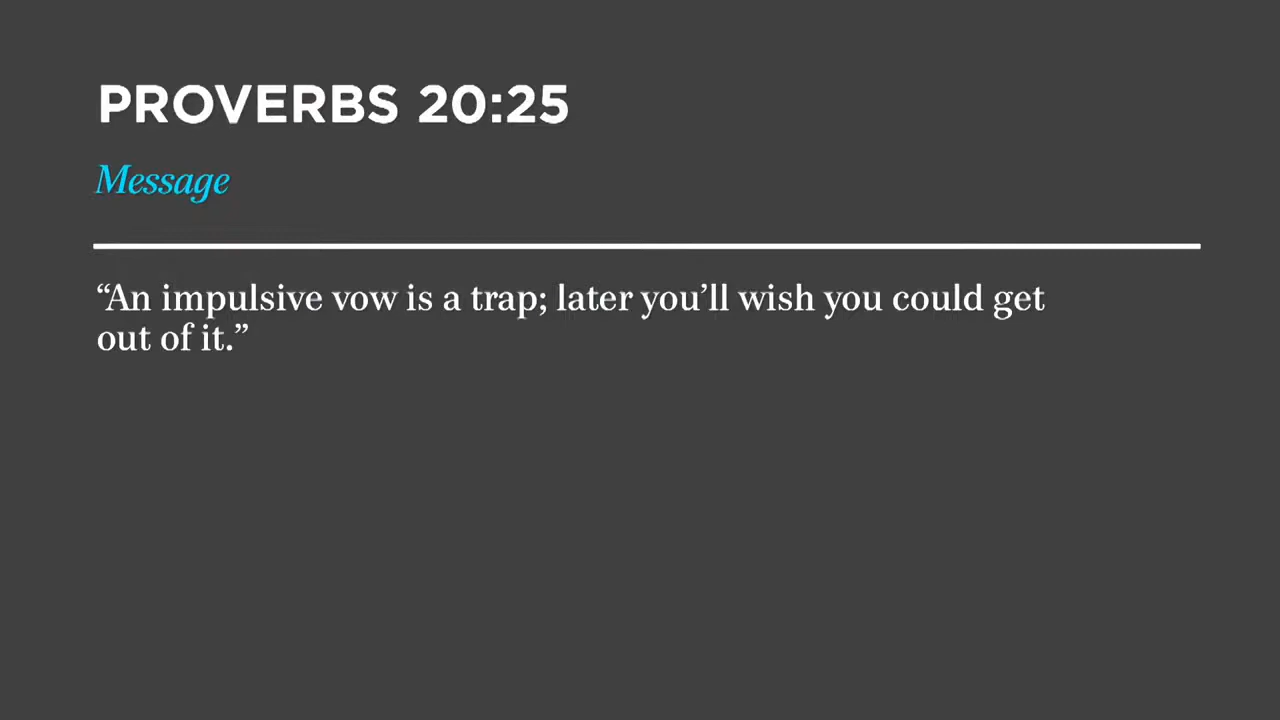 PROVERBS 20:25
Message
“An impulsive vow is a trap; later you’ll wish you could get
out of it.”